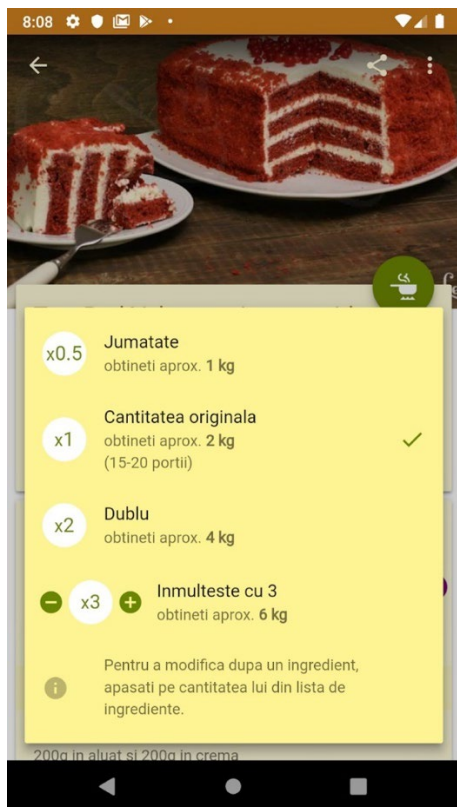 8:08
x0.5
Jumatate
obtineti aprox. 1 kg
x1
Cantitatea originala
obtineti aprox. 2 kg
(15-20 portii)
x2
Dublu
obtineti aprox. 4 kg
x3
Inmulteste cu 3
obtineti aprox. 6 kg
Pentru a modifica dupa un ingredient,
apasati pe cantitatea lui din lista de
ingrediente.
200g in aluat si 200g in crema